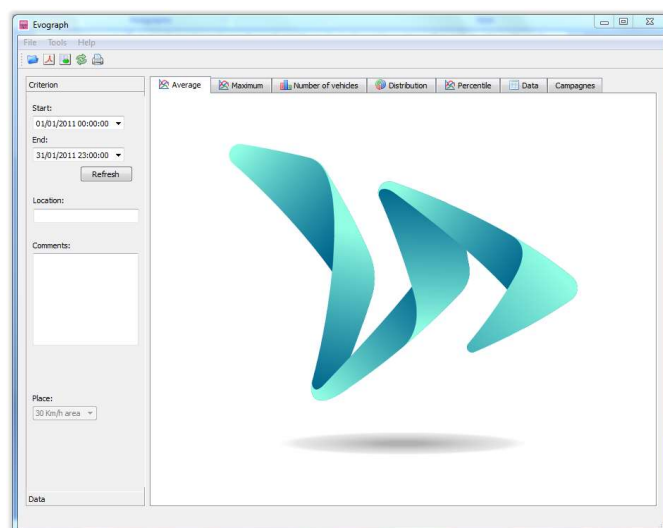 Evograph
File Tools Help
Criterion
Average Maximum Number of vehicles Distribution Percentile Data Campagnes
Start:
01/01/2011 00:00:00
End:
31/01/2011 23:00:00
Refresh
Location:
Comments:
Place:
30 Km/h area
Data